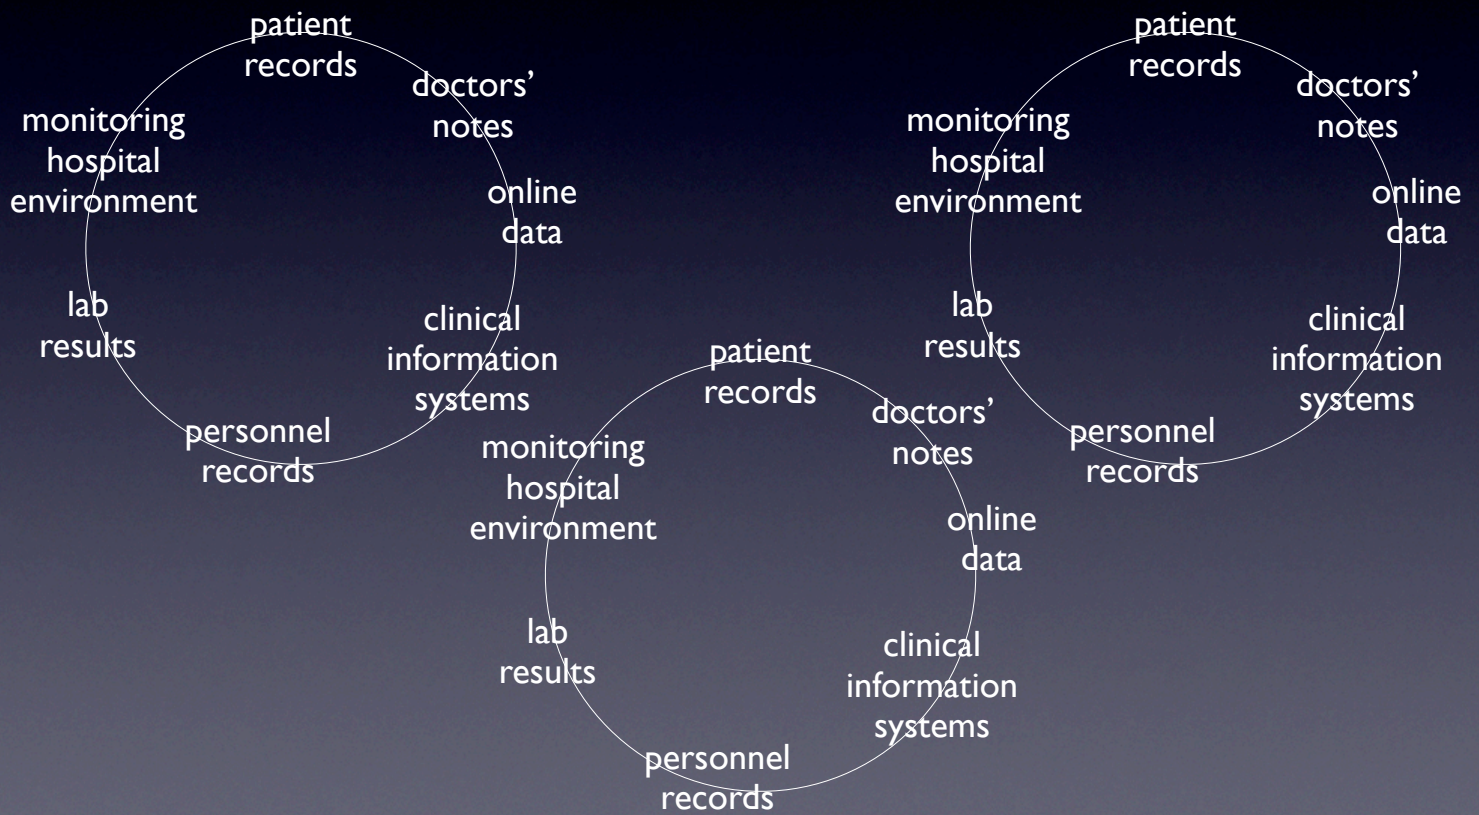 patient
records
doctors’
notes
online
data
clinical
information
systems
personnel
records
lab
results
monitoring
hospital
environment
patient
records
doctors’
notes
online
data
clinical
information
systems
personnel
records
lab
results
monitoring
hospital
environment
patient
records
doctors’
notes
online
data
clinical
information
systems
personnel
records
lab
results
monitoring
hospital
environment